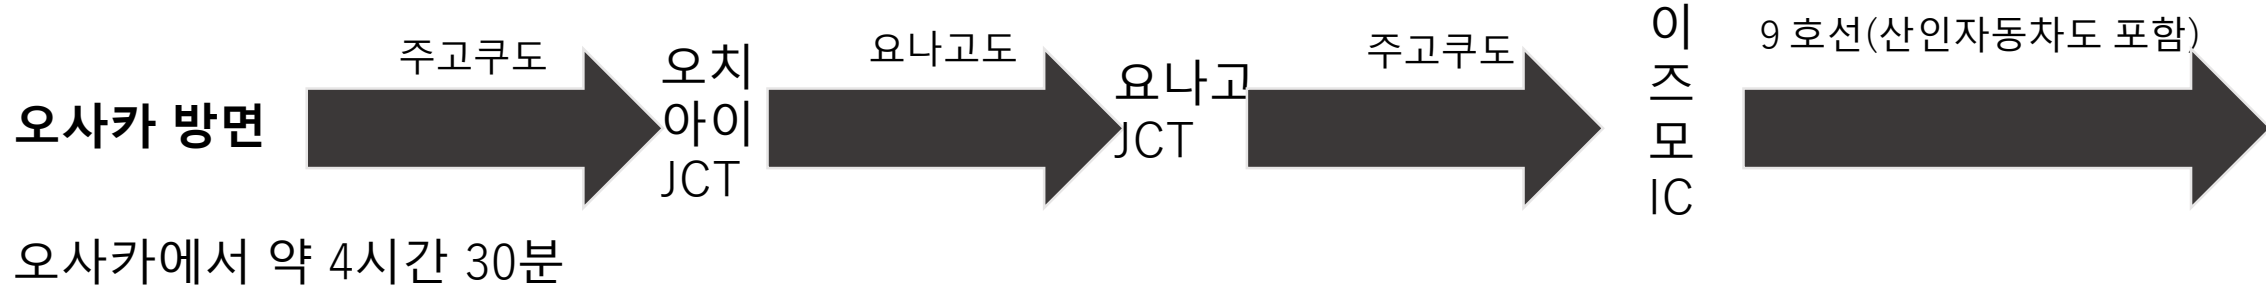 오사카 방면
주고쿠도
오치
아이
JCT
요나고도
요나고
JCT
주고쿠도
이
즈
모
IC
9 호선(산인자동차도 포함)
오사카에서 약 4시간 30분